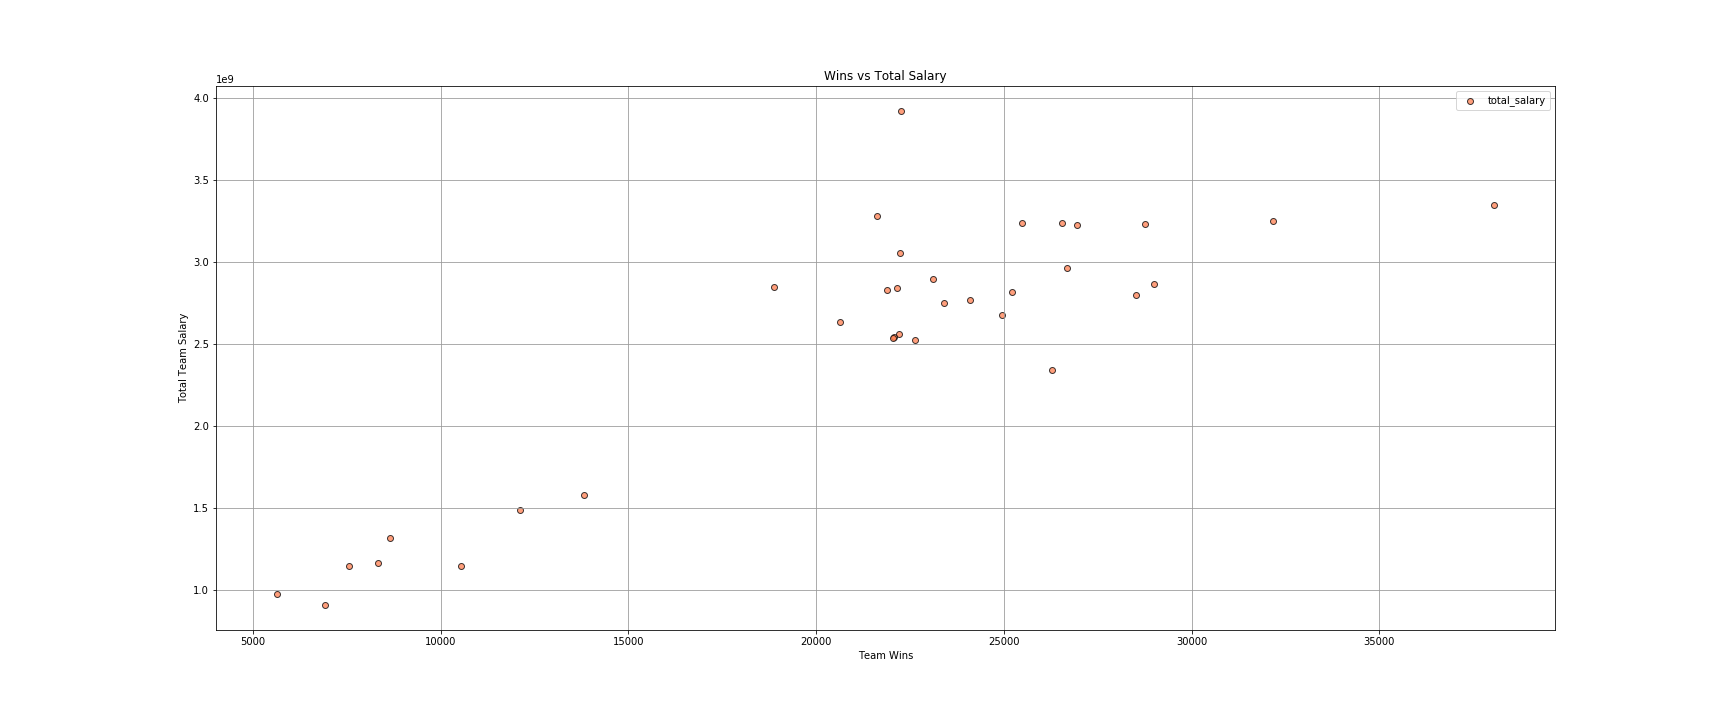 Wins vs Total Salary
1e9
4.0
3.5
3.0
2.5
2.0
1.5
1.0
Total Team Salary
total_salary
5000 10000 15000 20000 25000 30000 35000
Team Wins